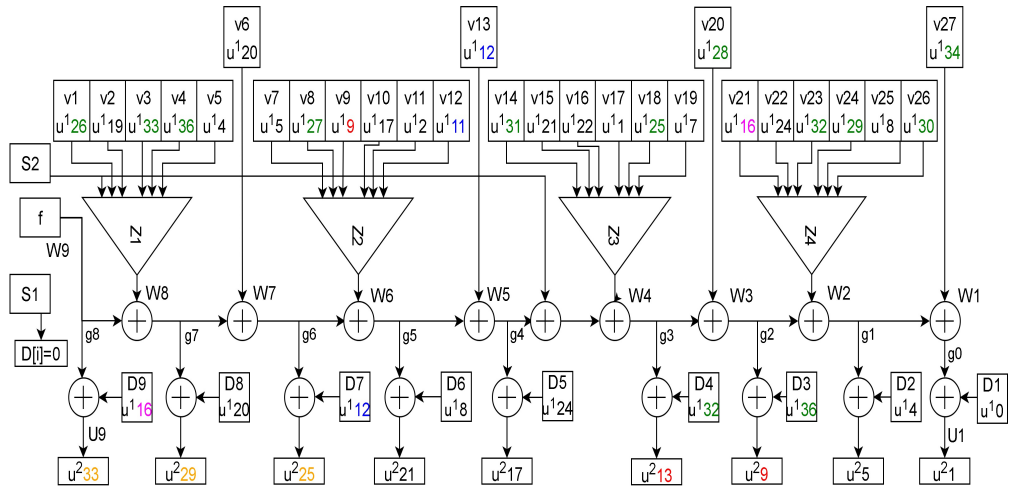 v6
u¹20
v13
u¹12
v20
u¹28
v27
u¹34
v1 v2 v3 v4 v5
u¹26 u¹19 u¹33 u¹36 u¹4
v7 v8 v9 v10 v11 v12
u¹5 u¹27 u¹9 u¹17 u¹2 u¹11
v14 v15 v16 v17 v18 v19
u¹31 u¹21 u¹22 u¹1 u¹25 u¹7
v21 v22 v23 v24 v25 v26
u¹16 u¹24 u¹32 u¹29 u¹8 u¹30
S2
f
W9
Z1
Z2
Z3
Z4
S1
D[i]=0
W8 W7 W6 W5 W4 W3 W2 W1
g8 g7 g6 g5 g4 g3 g2 g1 g0
D9
u¹16
D8
u¹20
D7
u¹12
D6
u¹8
D5
u¹24
D4
u¹32
D3
u¹36
D2
u¹4
D1
u¹0
U9 U1
u²33 u²29 u²25 u²21 u²17 u²13 u²9 u²5 u²1